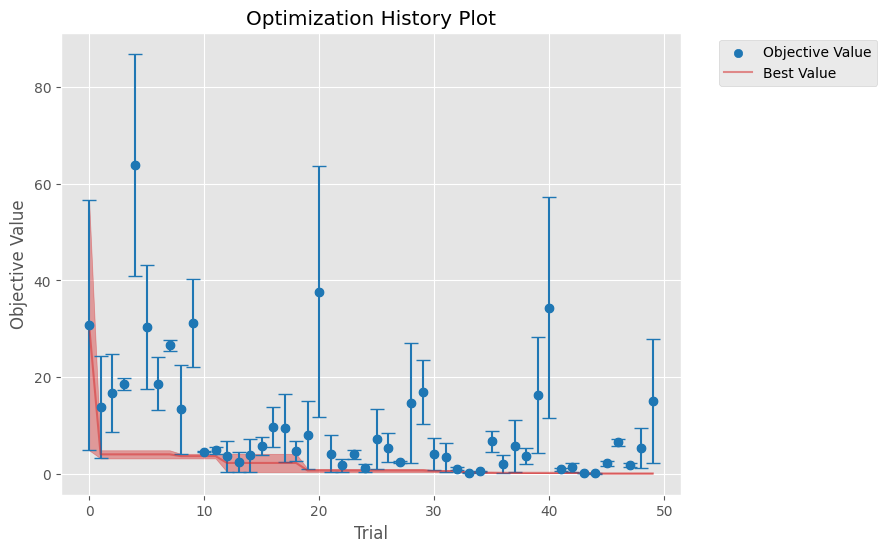 Optimization History Plot
Objective Value
Best Value
Objective Value
80
60
40
20
0
0 10 20 30 40 50
Trial